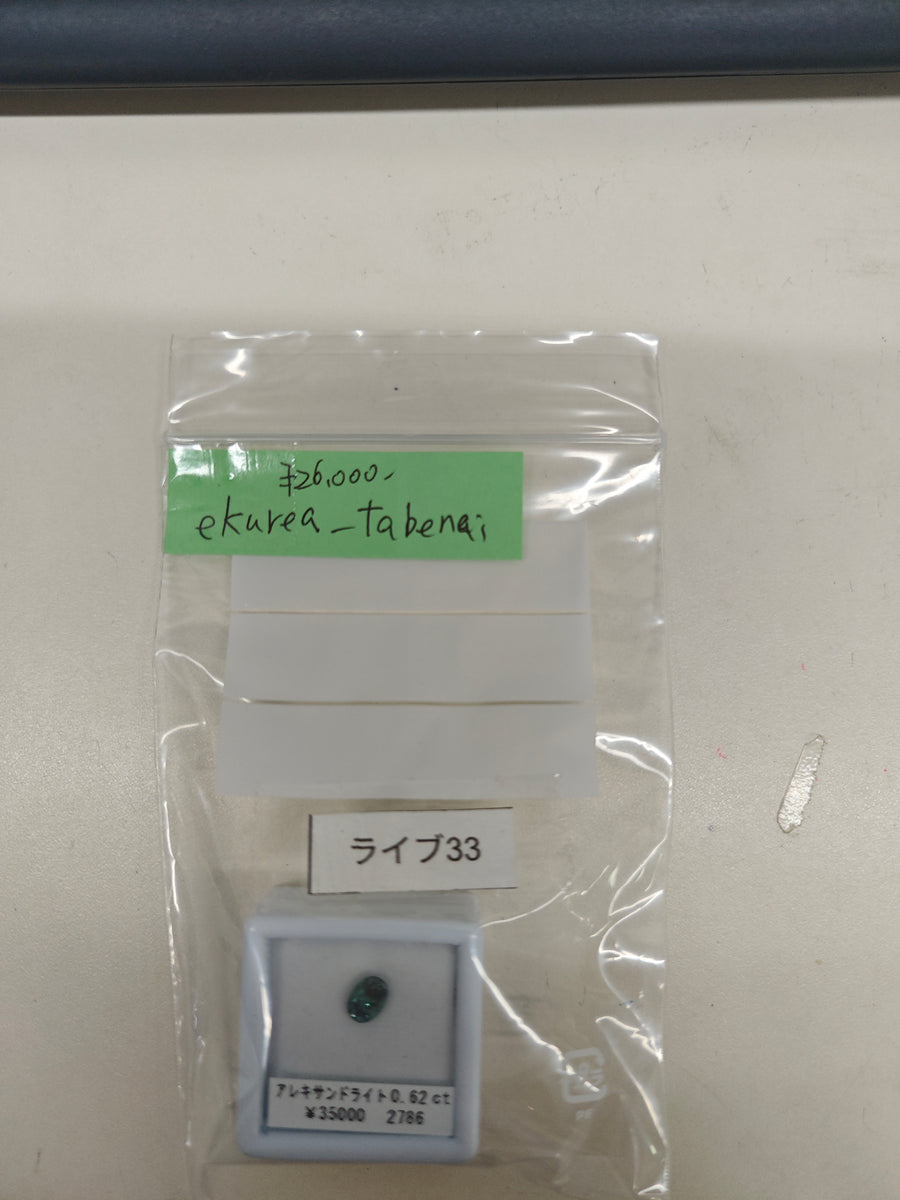 ¥26,000-
ekurea_tabenai
ライブ33
アレキサンドライト0.62ct
¥35000 2786